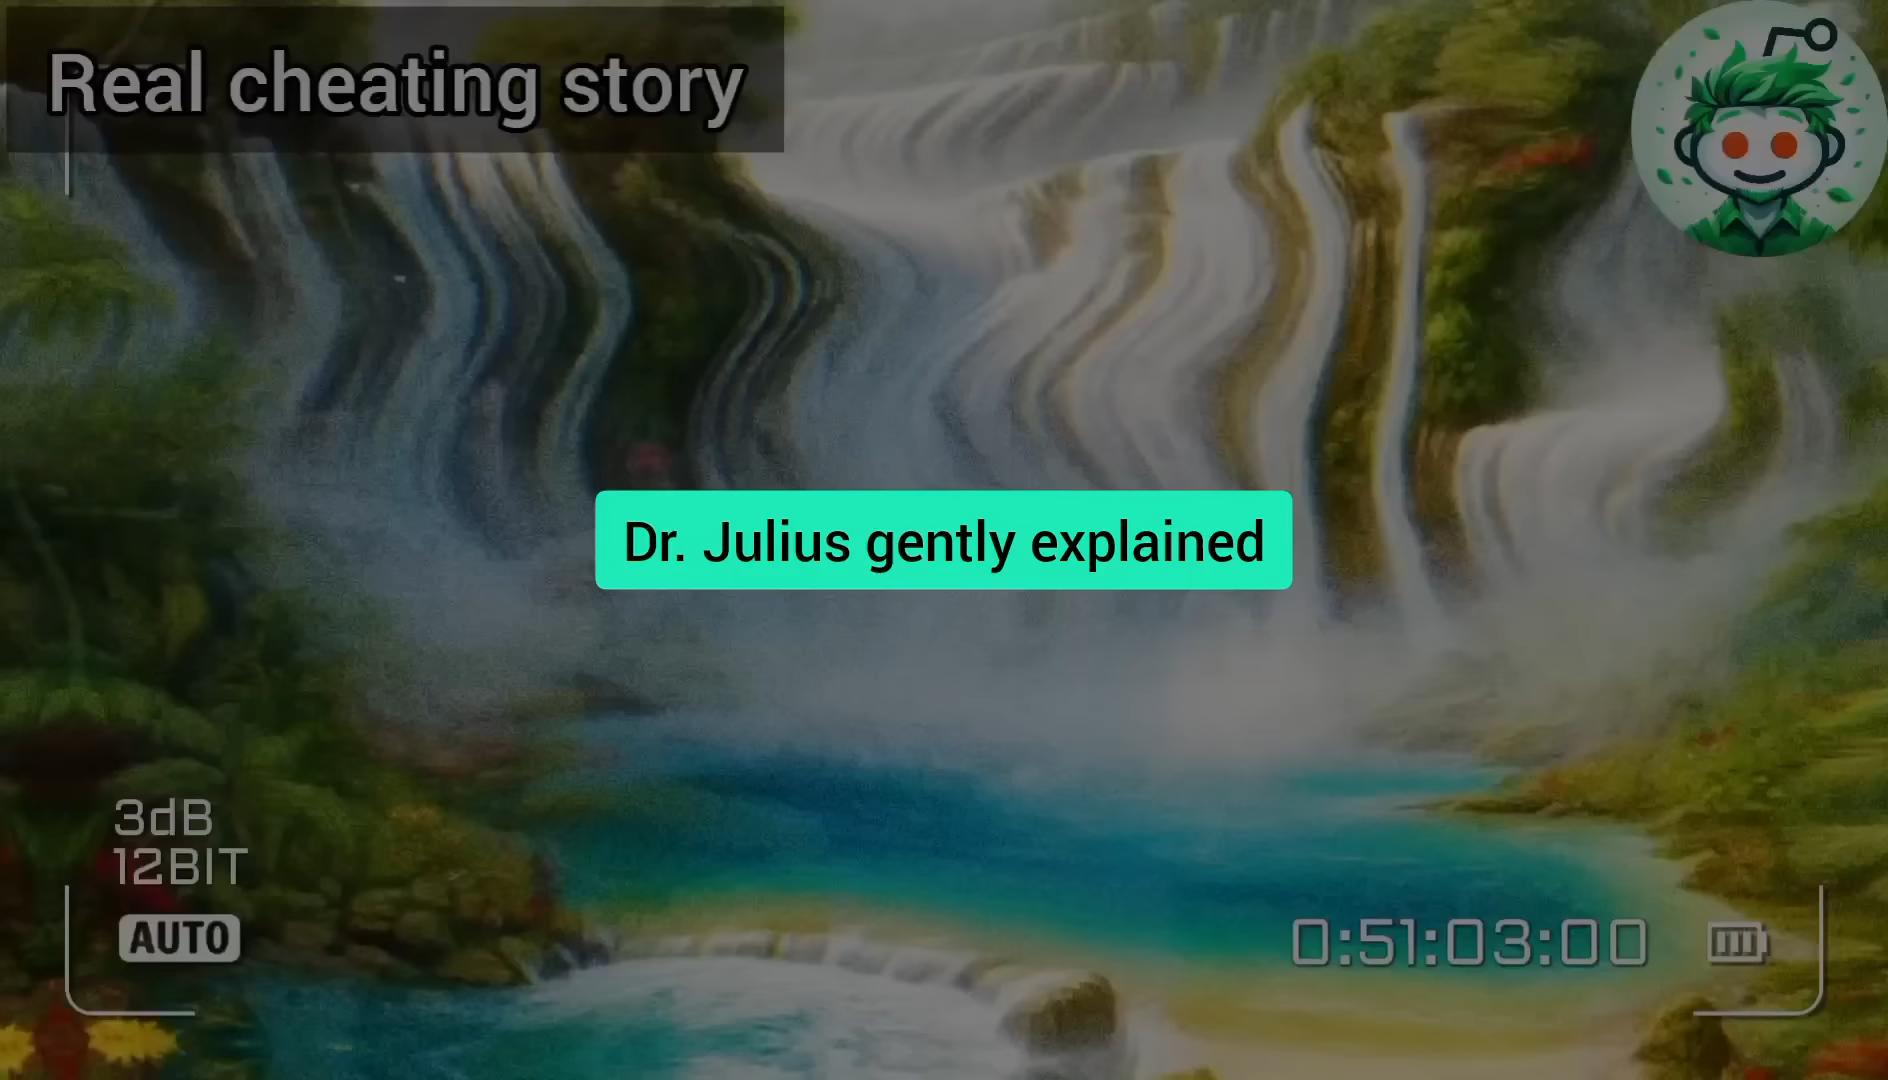 Real cheating story
Dr. Julius gently explained
3dB
12BIT
AUTO
0:51:03:00